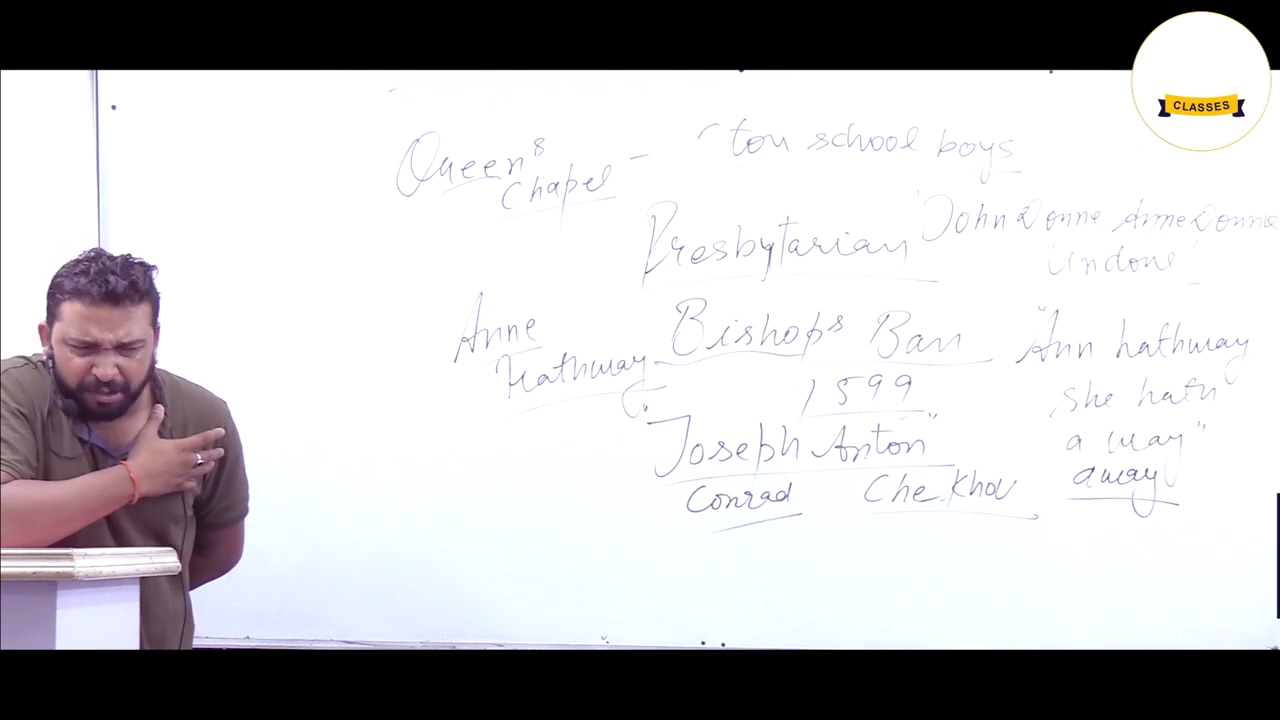 CLASSES
Queen's Chapel - 'ton school boys
Presbytarian
'John Donne Anne Donne
Undone'
Anne
Hathway
Bishops Ban
1599
"Ann hathway
she hath
a way"
away
"Joseph Anton"
Conrad Chekhov